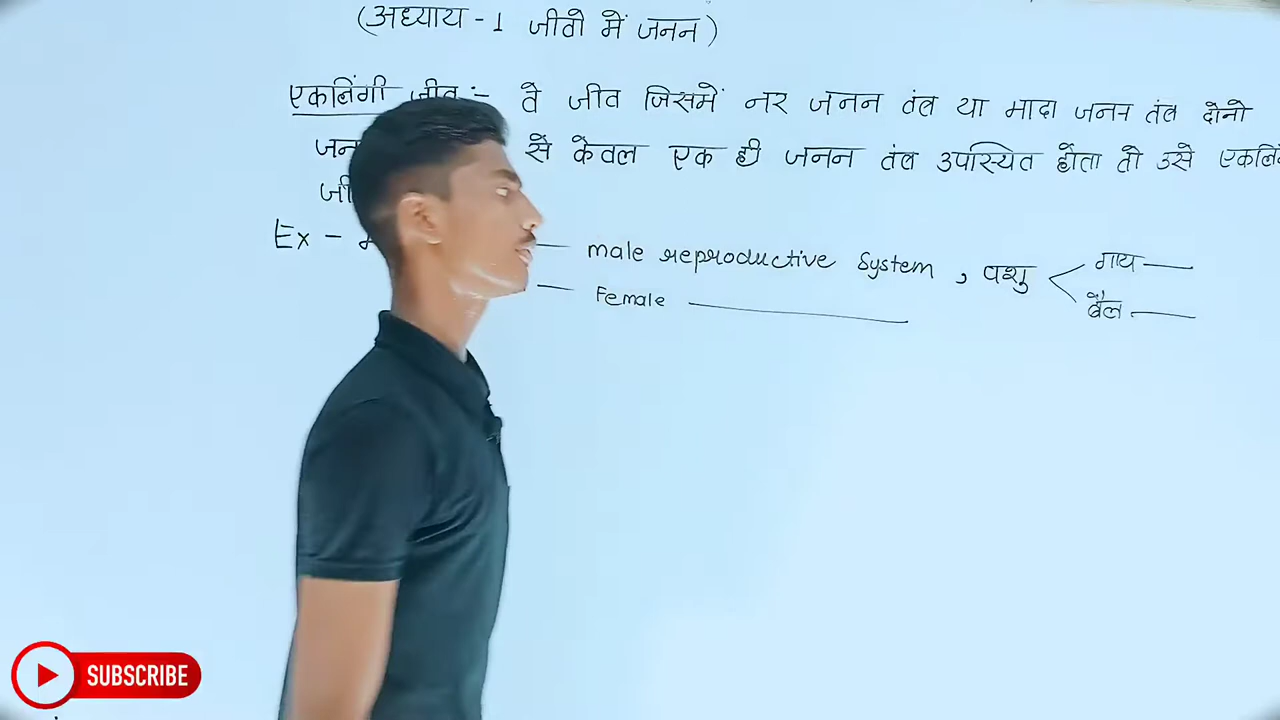 (अध्याय - 1 जीवो में जनन)
एकलिंगी जीव :- वे जीव जिसमें नर जनन तंत्र या मादा जनन तंत्र दोनो
से केवल एक ही जनन तंत्र उपस्थित होता तो उसे
Ex - male reproductive system , पशु गाय
Female बैल
SUBSCRIBE